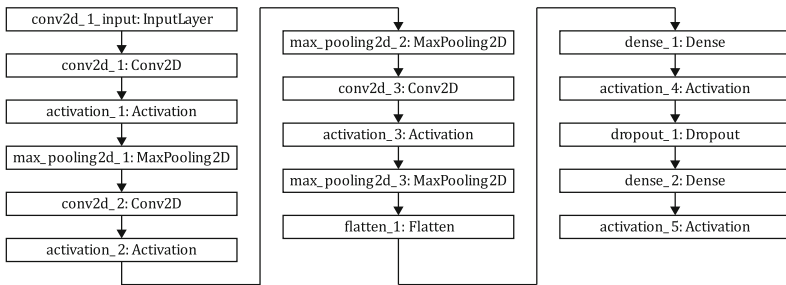 conv2d_1_input: InputLayer
conv2d_1: Conv2D
activation_1: Activation
max_pooling2d_1: MaxPooling2D
conv2d_2: Conv2D
activation_2: Activation
max_pooling2d_2: MaxPooling2D
conv2d_3: Conv2D
activation_3: Activation
max_pooling2d_3: MaxPooling2D
flatten_1: Flatten
dense_1: Dense
activation_4: Activation
dropout_1: Dropout
dense_2: Dense
activation_5: Activation